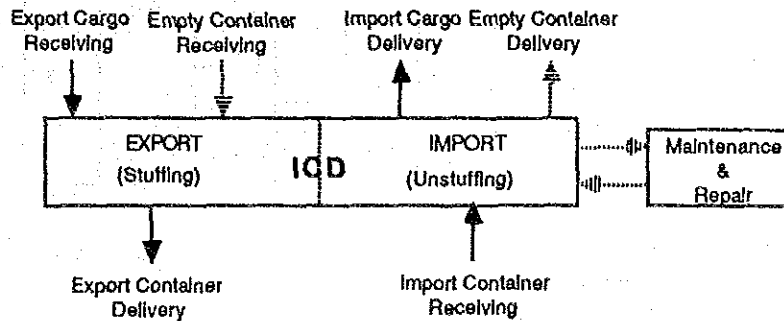 Export Cargo
Receiving
Empty Container
Receiving
Import Cargo
Delivery
Empty Container
Delivery
EXPORT
(Stuffing)
ICD
IMPORT
(Unstuffing)
Maintenance
&
Repair
Export Container
Delivery
Import Container
Receiving